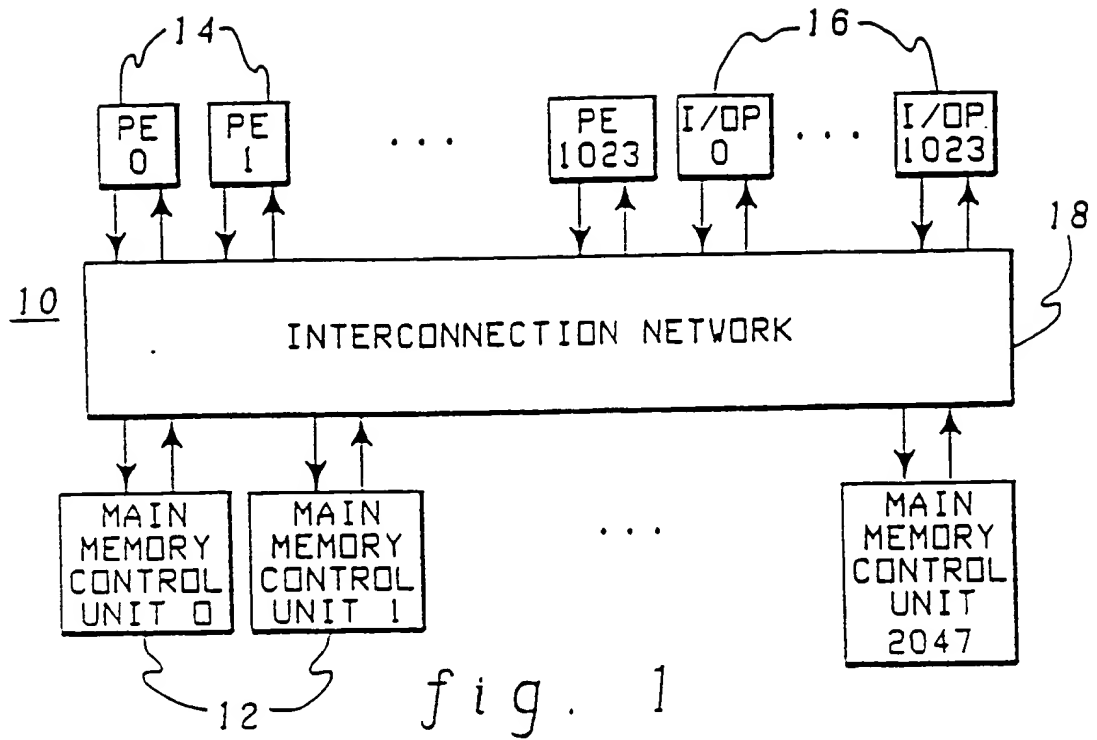 14
16
PE
0
PE
1
. . .
PE
1023
I/OP
0
. . .
I/OP
1023
18
10
INTERCONNECTION NETWORK
MAIN
MEMORY
CONTROL
UNIT 0
MAIN
MEMORY
CONTROL
UNIT 1
. . .
MAIN
MEMORY
CONTROL
UNIT
2047
12
fig. 1